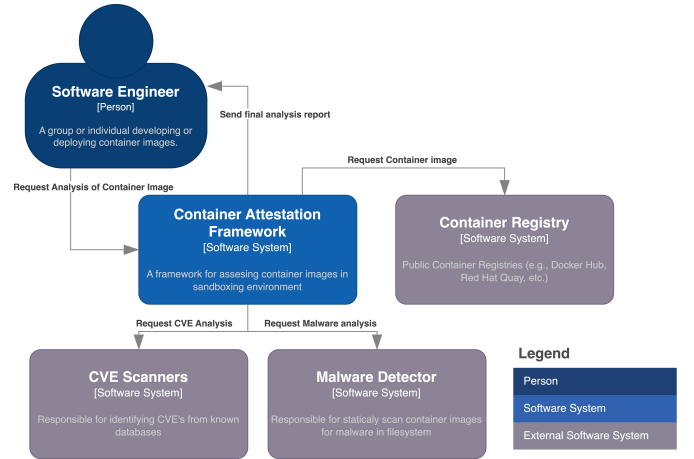 Software Engineer
[Person]
A group or individual developing or
deploying container images.
Send final analysis report
Request Container image
Request Analysis of Container Image
Container Attestation
Framework
[Software System]
A framework for assesing container images in
sandboxing environment
Container Registry
[Software System]
Public Container Registries (e.g., Docker Hub,
Red Hat Quay, etc.)
Request CVE Analysis
Request Malware analysis
CVE Scanners
[Software System]
Responsible for identifying CVE's from known
databases
Malware Detector
[Software System]
Responsible for staticaly scan container images
for malware in filesystem
Legend
Person
Software System
External Software System